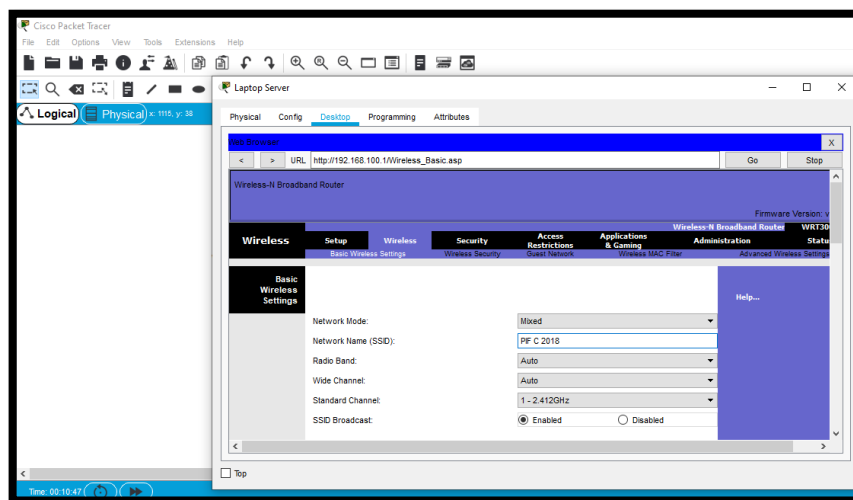 Cisco Packet Tracer
File Edit Options View Tools Extensions Help
Laptop Server
Logical Physical x: 1115, y: 38
Physical Config Desktop Programming Attributes
Web Browser X
< > URL http://192.168.100.1/Wireless_Basic.asp Go Stop
Wireless-N Broadband Router
Firmware Version: v
Wireless-N Broadband Router WRT30
Wireless Setup Wireless Security Access Restrictions Applications & Gaming Administration Statu
Basic Wireless Settings Wireless Security Guest Network Wireless MAC Filter Advanced Wireless Settings
Basic
Wireless
Settings
Help...
Network Mode: Mixed
Network Name (SSID): PIF C 2018
Radio Band: Auto
Wide Channel: Auto
Standard Channel: 1 - 2.412GHz
SSID Broadcast: Enabled Disabled
Top
Time: 00:10:47